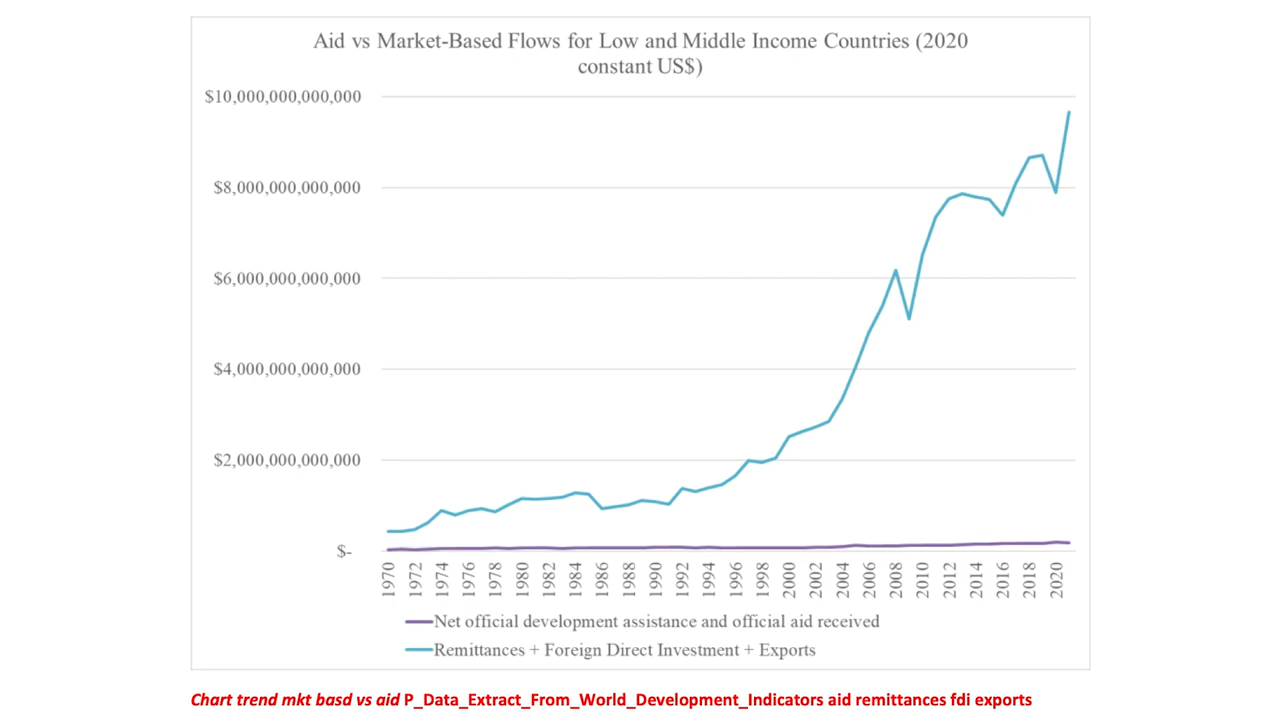 Aid vs Market-Based Flows for Low and Middle Income Countries (2020
constant US$)
$10,000,000,000,000
$8,000,000,000,000
$6,000,000,000,000
$4,000,000,000,000
$2,000,000,000,000
$-
1970 1972 1974 1976 1978 1980 1982 1984 1986 1988 1990 1992 1994 1996 1998 2000 2002 2004 2006 2008 2010 2012 2014 2016 2018 2020
Net official development assistance and official aid received
Remittances + Foreign Direct Investment + Exports
Chart trend mkt basd vs aid P_Data_Extract_From_World_Development_Indicators aid remittances fdi exports